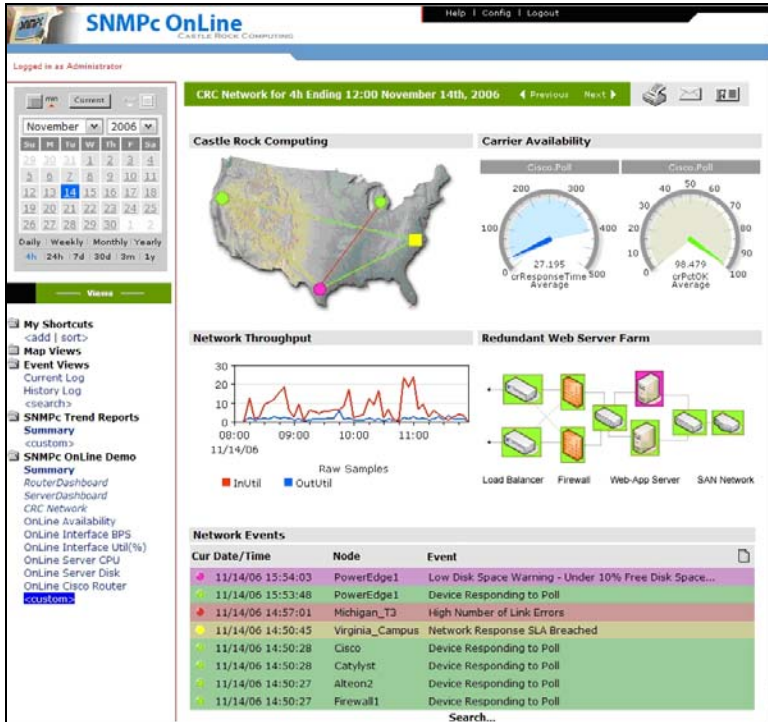 SNMPc OnLine
CASTLE ROCK COMPUTING
Help | Config | Logout
Logged in as Administrator
Current
November 2006
Su M Tu W Th F Sa
29 30 31 1 2 3 4
5 6 7 8 9 10 11
12 13 14 15 16 17 18
19 20 21 22 23 24 25
26 27 28 29 30 1 2
Daily Weekly Monthly Yearly
4h 24h 7d 30d 3m 1y
Views
My Shortcuts
<add | sort>
Map Views
Event Views
Current Log
History Log
<search>
SNMPc Trend Reports
Summary
<custom>
SNMPc OnLine Demo
Summary
RouterDashboard
ServerDashboard
CRC Network
OnLine Availability
OnLine Interface BPS
OnLine Interface Util(%)
OnLine Server CPU
OnLine Server Disk
OnLine Cisco Router
<custom>
CRC Network for 4h Ending 12:00 November 14th, 2006 Previous Next
Castle Rock Computing
Carrier Availability
Cisco.Poll
100 200 300 400 500
27.195
crResponseTime
Average
Cisco.Poll
10 20 30 40 50 60 70 80 90 100
98.479
crPctOK
Average
Network Throughput
30
20
10
0
08:00 09:00 10:00 11:00
11/14/06
Raw Samples
InUtil OutUtil
Redundant Web Server Farm
Load Balancer Firewall Web-App Server SAN Network
Network Events
Cur Date/Time Node Event
11/14/06 15:54:03 PowerEdge1 Low Disk Space Warning - Under 10% Free Disk Space...
11/14/06 15:53:48 PowerEdge1 Device Responding to Poll
11/14/06 14:57:01 Michigan_T3 High Number of Link Errors
11/14/06 14:50:45 Virginia_Campus Network Response SLA Breached
11/14/06 14:50:28 Cisco Device Responding to Poll
11/14/06 14:50:28 Catylyst Device Responding to Poll
11/14/06 14:50:27 Alteon2 Device Responding to Poll
11/14/06 14:50:27 Firewall1 Device Responding to Poll
Search...